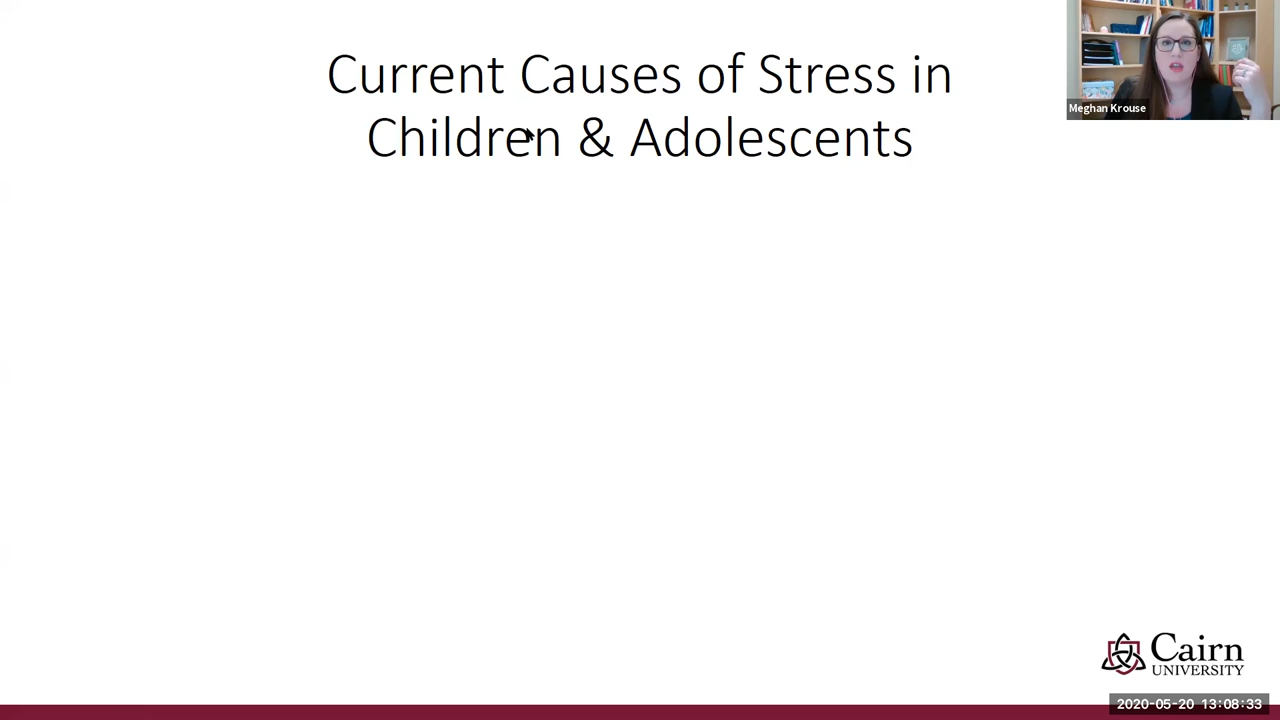 Current Causes of Stress in
Children & Adolescents
Meghan Krouse
Cairn
UNIVERSITY
2020-05-20 13:08:33